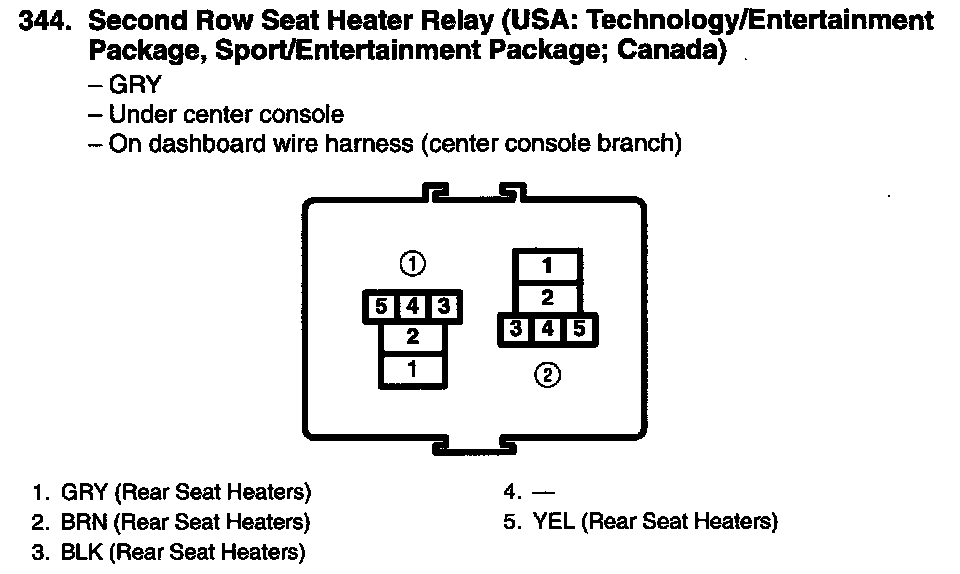 344. Second Row Seat Heater Relay (USA: Technology/Entertainment
Package, Sport/Entertainment Package; Canada)
– GRY
– Under center console
– On dashboard wire harness (center console branch)
① 1
5 4 3 2
2 3 4 5
1 ②
1. GRY (Rear Seat Heaters)
2. BRN (Rear Seat Heaters)
3. BLK (Rear Seat Heaters)
4. —
5. YEL (Rear Seat Heaters)